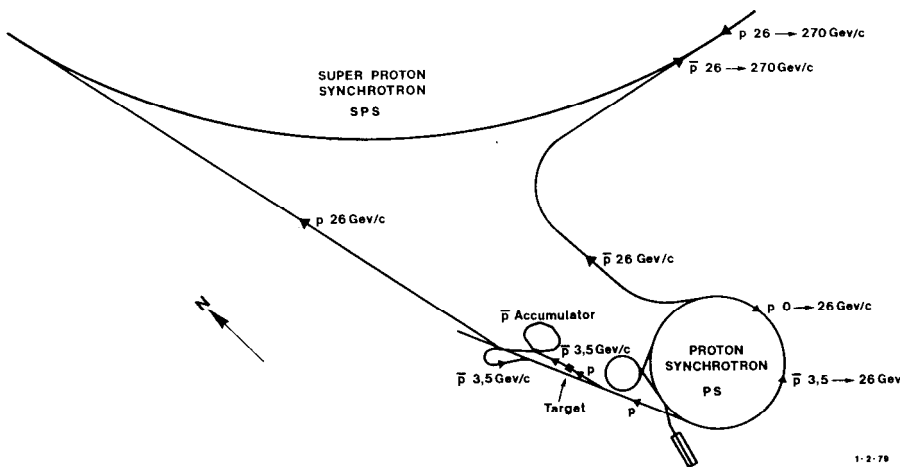 p 26 → 270 Gev/c
p̅ 26 → 270 Gev/c
SUPER PROTON
SYNCHROTRON
SPS
p 26 Gev/c
p̅ 26 Gev/c
N
p̅ Accumulator
p 0 → 26 Gev/c
p̅ 3,5 Gev/c
p
PROTON
SYNCHROTRON
PS
p̅ 3,5 Gev/c
p̅ 3,5 → 26 Gev
Target
p
1-2-79